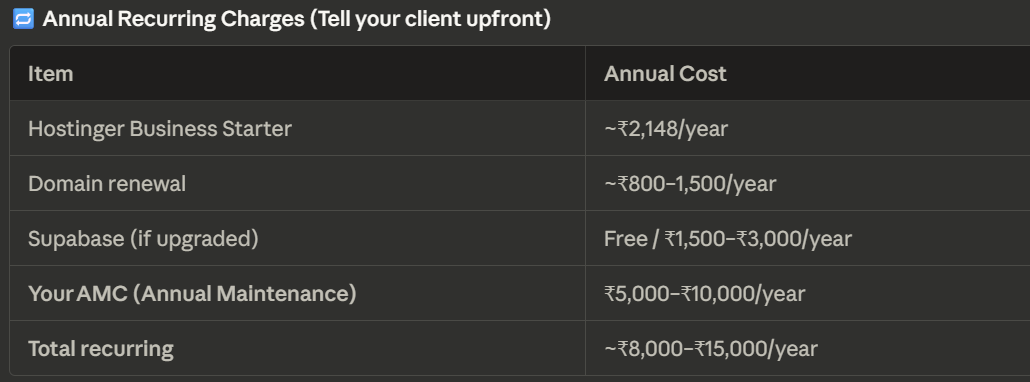 🔁 Annual Recurring Charges (Tell your client upfront)
Item Annual Cost
Hostinger Business Starter ~₹2,148/year
Domain renewal ~₹800–1,500/year
Supabase (if upgraded) Free / ₹1,500–₹3,000/year
Your AMC (Annual Maintenance) ₹5,000–₹10,000/year
Total recurring ~₹8,000–₹15,000/year